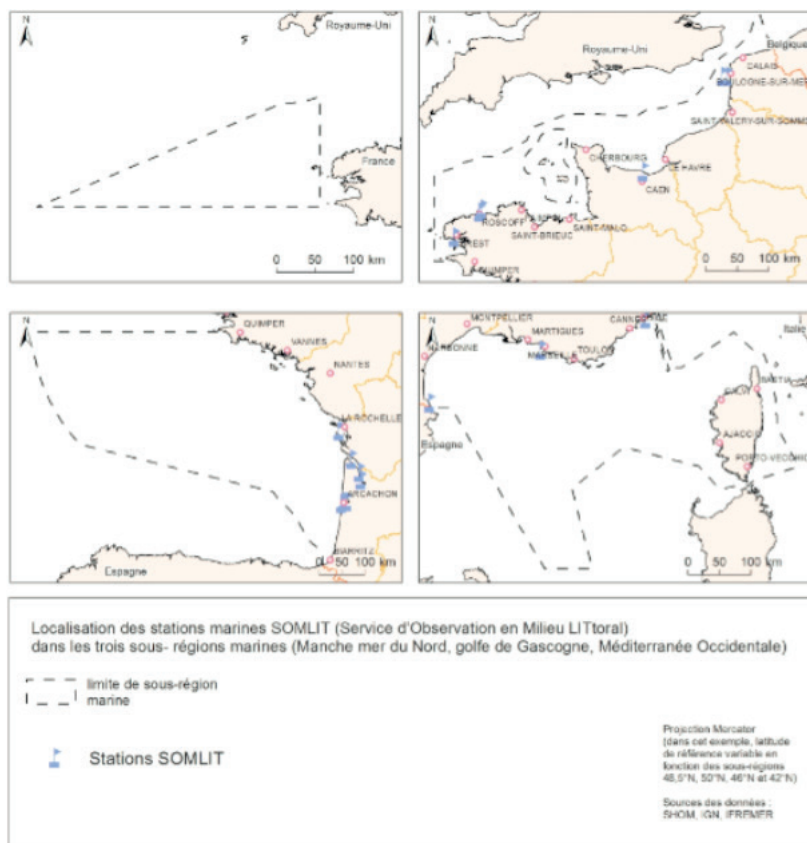 N
Royaume-Uni
France
0 50 100 km
N
Royaume-Uni
Belgique
CALAIS
BOULOGNE-SUR-MER
SAINT-VALERY-SUR-SOMME
CHERBOURG
LE HAVRE
CAEN
ROSCOFF
SAINT-MALO
BREST
SAINT-BRIEUC
QUIMPER
0 50 100 km
N
QUIMPER
VANNES
NANTES
LA ROCHELLE
ARCACHON
BIARRITZ
Espagne
0 50 100 km
N
MONTPELLIER
MARTIGUES
CANNES
Italie
NARBONNE
MARSEILLE
TOULON
BASTIA
CALVI
Espagne
AJACCIO
PORTO-VECCHIO
0 50 100 km
Localisation des stations marines SOMLIT (Service d'Observation en Milieu LITtoral)
dans les trois sous- régions marines (Manche mer du Nord, golfe de Gascogne, Méditerranée Occidentale)
limite de sous-région
marine
Stations SOMLIT
Projection Mercator
(dans cet exemple, latitude
de référence variable en
fonction des sous-régions
48,5°N, 50°N, 46°N et 42°N)
Sources des données :
SHOM, IGN, IFREMER